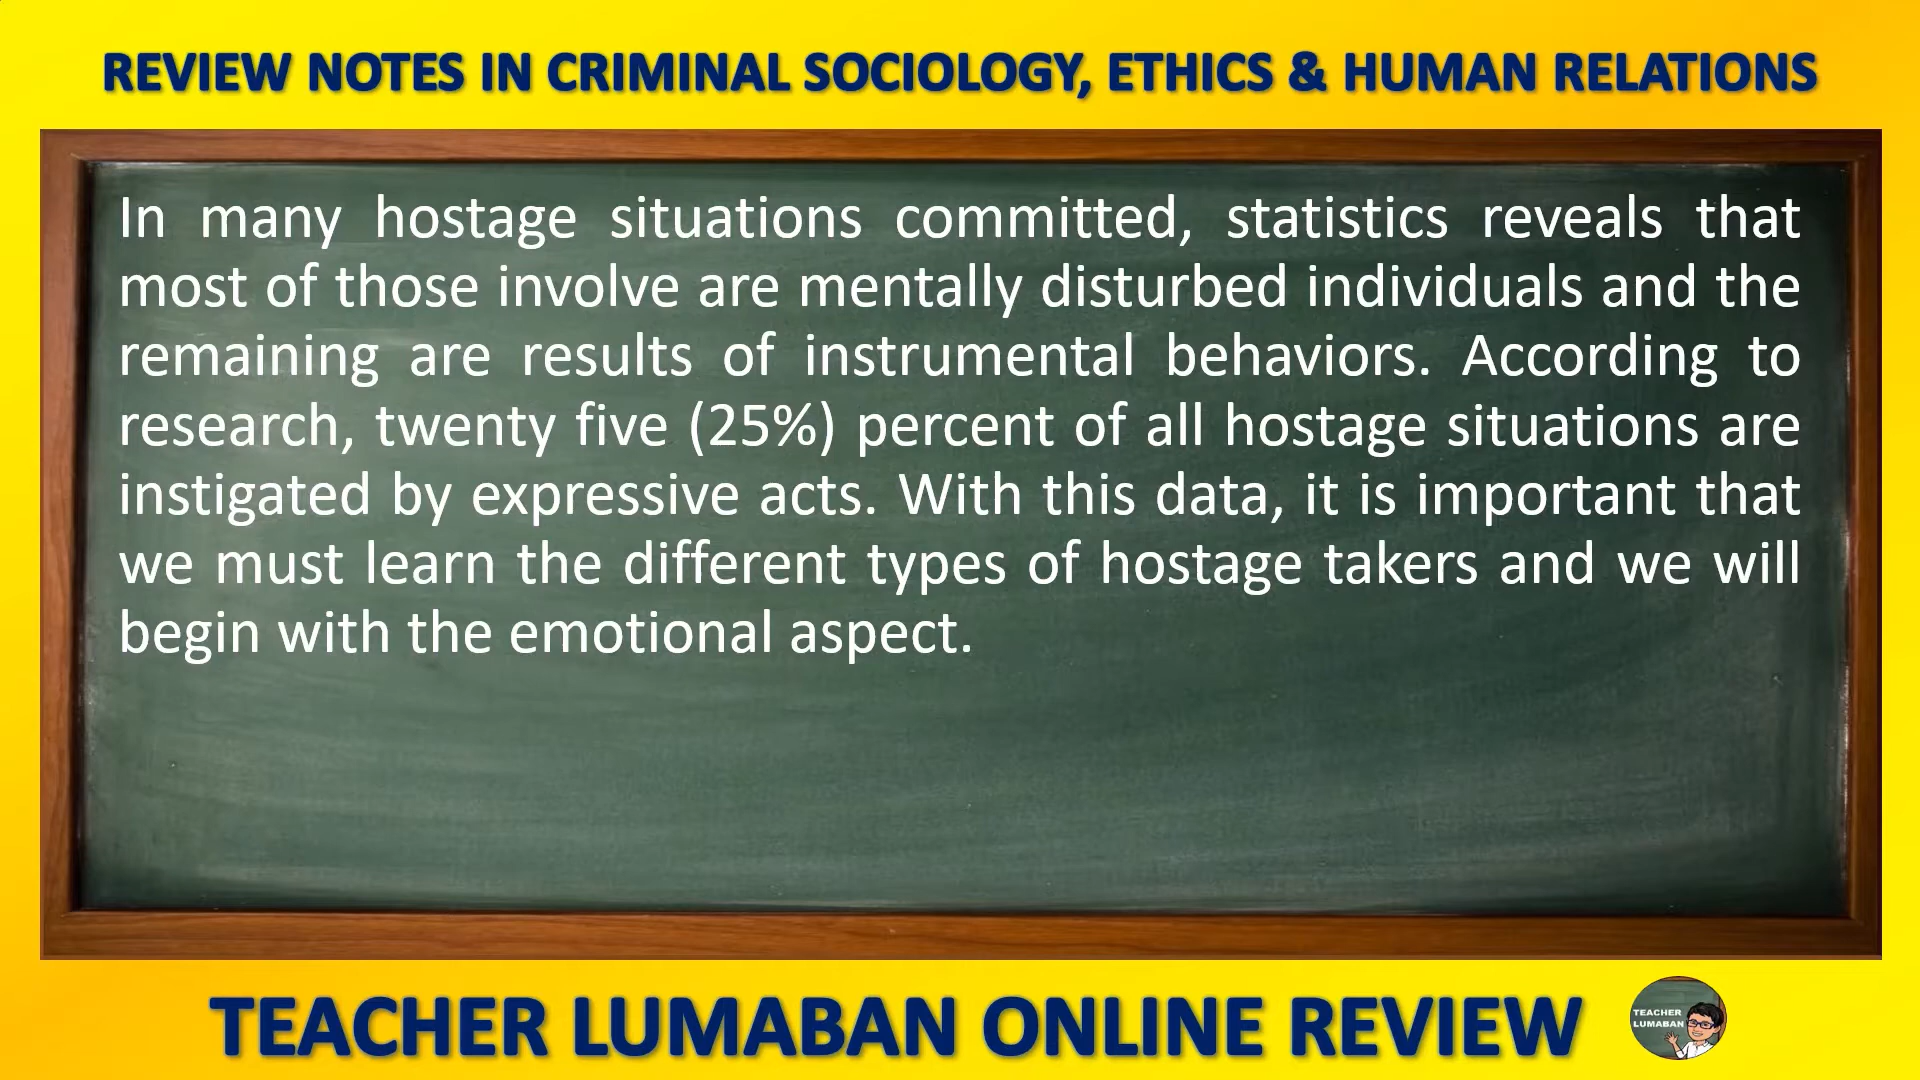 REVIEW NOTES IN CRIMINAL SOCIOLOGY, ETHICS & HUMAN RELATIONS
In many hostage situations committed, statistics reveals that
most of those involve are mentally disturbed individuals and the
remaining are results of instrumental behaviors. According to
research, twenty five (25%) percent of all hostage situations are
instigated by expressive acts. With this data, it is important that
we must learn the different types of hostage takers and we will
begin with the emotional aspect.
TEACHER LUMABAN ONLINE REVIEW
TEACHER
LUMABAN